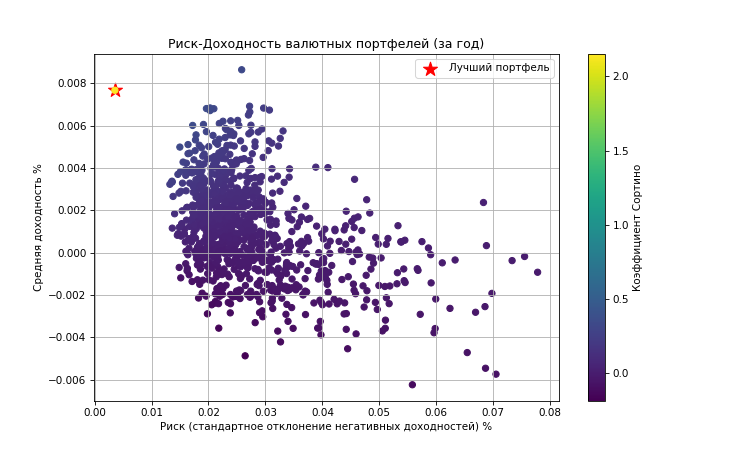 Риск-Доходность валютных портфелей (за год)
Лучший портфель
0.008
0.006
0.004
0.002
0.000
−0.002
−0.004
−0.006
Средняя доходность %
0.00 0.01 0.02 0.03 0.04 0.05 0.06 0.07 0.08
Риск (стандартное отклонение негативных доходностей) %
2.0
1.5
1.0
0.5
0.0
Коэффициент Сортино